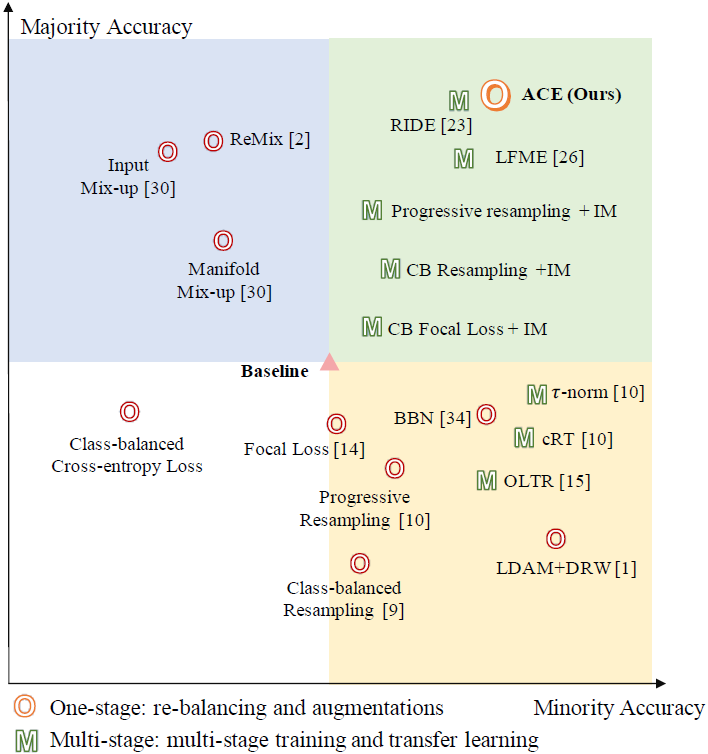 Majority Accuracy
M
O
ACE (Ours)
RIDE [23]
O
ReMix [2]
O
Input
Mix-up [30]
M
LFME [26]
M
Progressive resampling + IM
O
Manifold
Mix-up [30]
M
CB Resampling +IM
M
CB Focal Loss + IM
Baseline
M
τ-norm [10]
O
Class-balanced
Cross-entropy Loss
O
Focal Loss [14]
BBN [34]
O
M
cRT [10]
O
Progressive
Resampling [10]
M
OLTR [15]
O
LDAM+DRW [1]
O
Class-balanced
Resampling [9]
Minority Accuracy
O One-stage: re-balancing and augmentations
M Multi-stage: multi-stage training and transfer learning